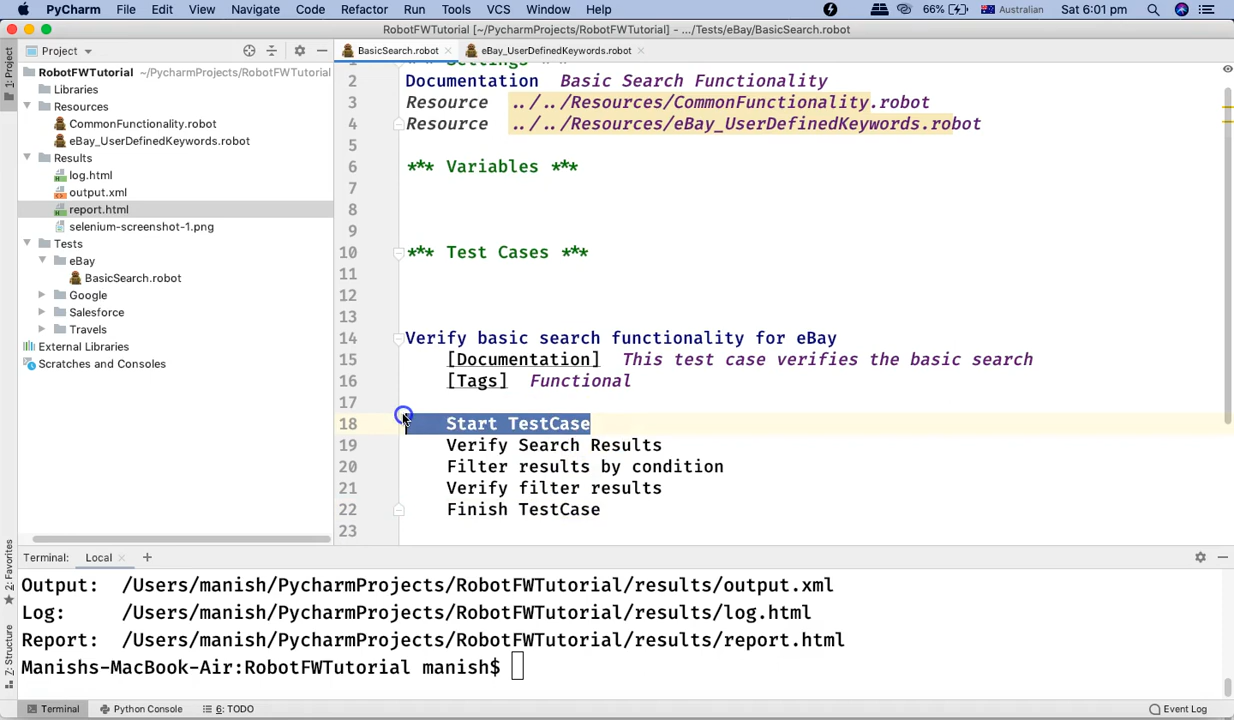 PyCharm File Edit View Navigate Code Refactor Run Tools VCS Window Help 66% Australian Sat 6:01 pm
RobotFWTutorial [~/PycharmProjects/RobotFWTutorial] - .../Tests/eBay/BasicSearch.robot
Project
BasicSearch.robot
eBay_UserDefinedKeywords.robot
1: Project
RobotFWTutorial ~/PycharmProjects/RobotFWTutorial
Libraries
Resources
CommonFunctionality.robot
eBay_UserDefinedKeywords.robot
Results
log.html
output.xml
report.html
selenium-screenshot-1.png
Tests
eBay
BasicSearch.robot
Google
Salesforce
Travels
External Libraries
Scratches and Consoles
1 *** Settings ***
2 Documentation Basic Search Functionality
3 Resource ../../Resources/CommonFunctionality.robot
4 Resource ../../Resources/eBay_UserDefinedKeywords.robot
5
6 *** Variables ***
7
8
9
10 *** Test Cases ***
11
12
13
14 Verify basic search functionality for eBay
15 [Documentation] This test case verifies the basic search
16 [Tags] Functional
17
18 Start TestCase
19 Verify Search Results
20 Filter results by condition
21 Verify filter results
22 Finish TestCase
23
2: Favorites
Z: Structure
Terminal: Local +
Output: /Users/manish/PycharmProjects/RobotFWTutorial/results/output.xml
Log: /Users/manish/PycharmProjects/RobotFWTutorial/results/log.html
Report: /Users/manish/PycharmProjects/RobotFWTutorial/results/report.html
Manishs-MacBook-Air:RobotFWTutorial manish$
Terminal Python Console 6: TODO Event Log